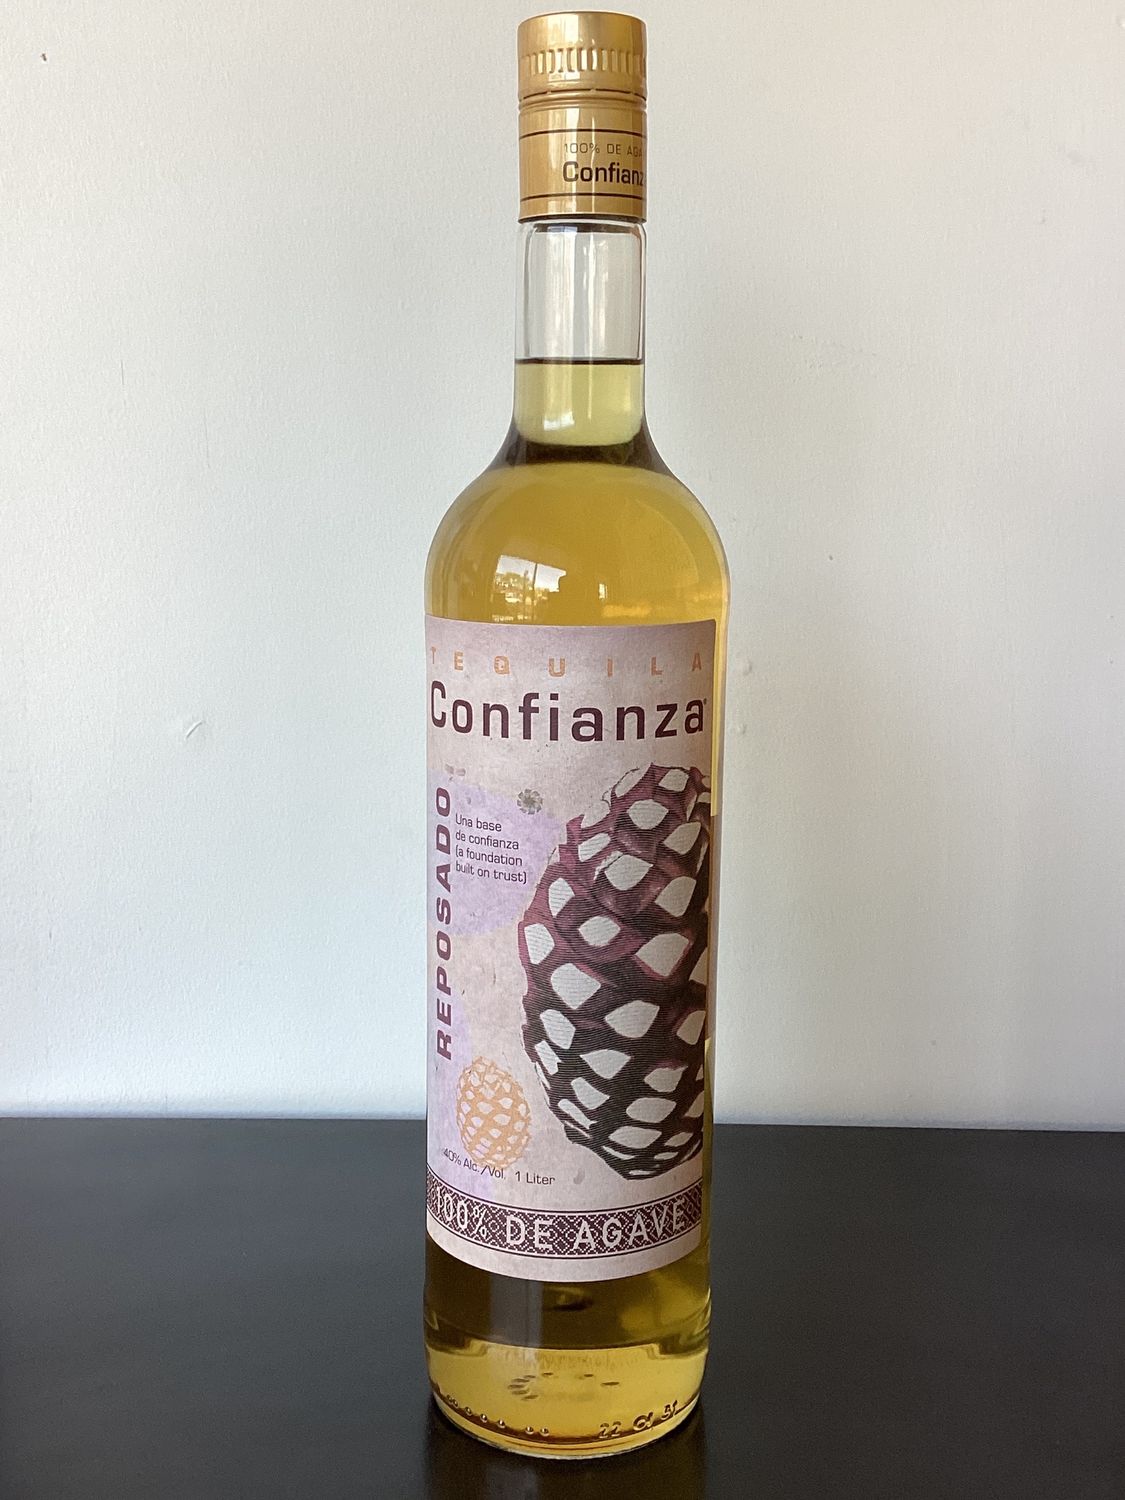 100% DE
Confianz
TEQUILA
Confianza®
REPOSADO
Una base
de confianza
(a foundation
built on trust)
40% Alc./Vol. 1 Liter
100% DE AGAVE
22